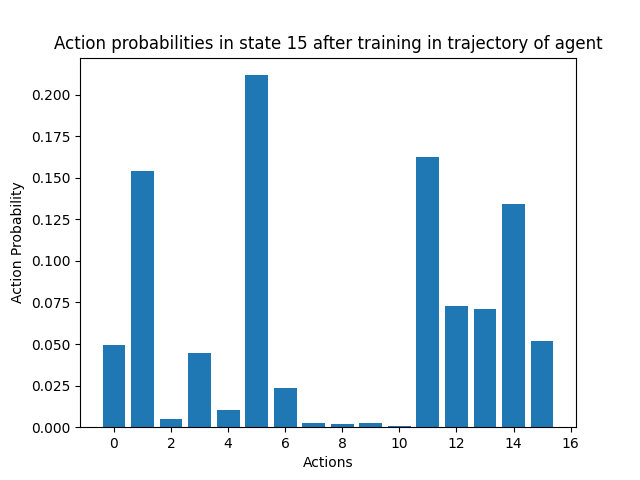 Action probabilities in state 15 after training in trajectory of agent
0.200
0.175
0.150
0.125
0.100
0.075
0.050
0.025
0.000
Action Probability
0 2 4 6 8 10 12 14 16
Actions